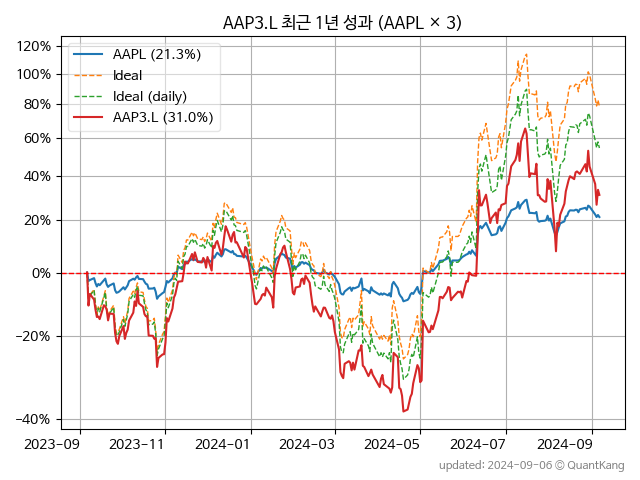 AAP3.L 최근 1년 성과 (AAPL × 3)
120%
100%
80%
60%
40%
20%
0%
−20%
−40%
AAPL (21.3%)
Ideal
Ideal (daily)
AAP3.L (31.0%)
2023-09 2023-11 2024-01 2024-03 2024-05 2024-07 2024-09
updated: 2024-09-06 © QuantKang